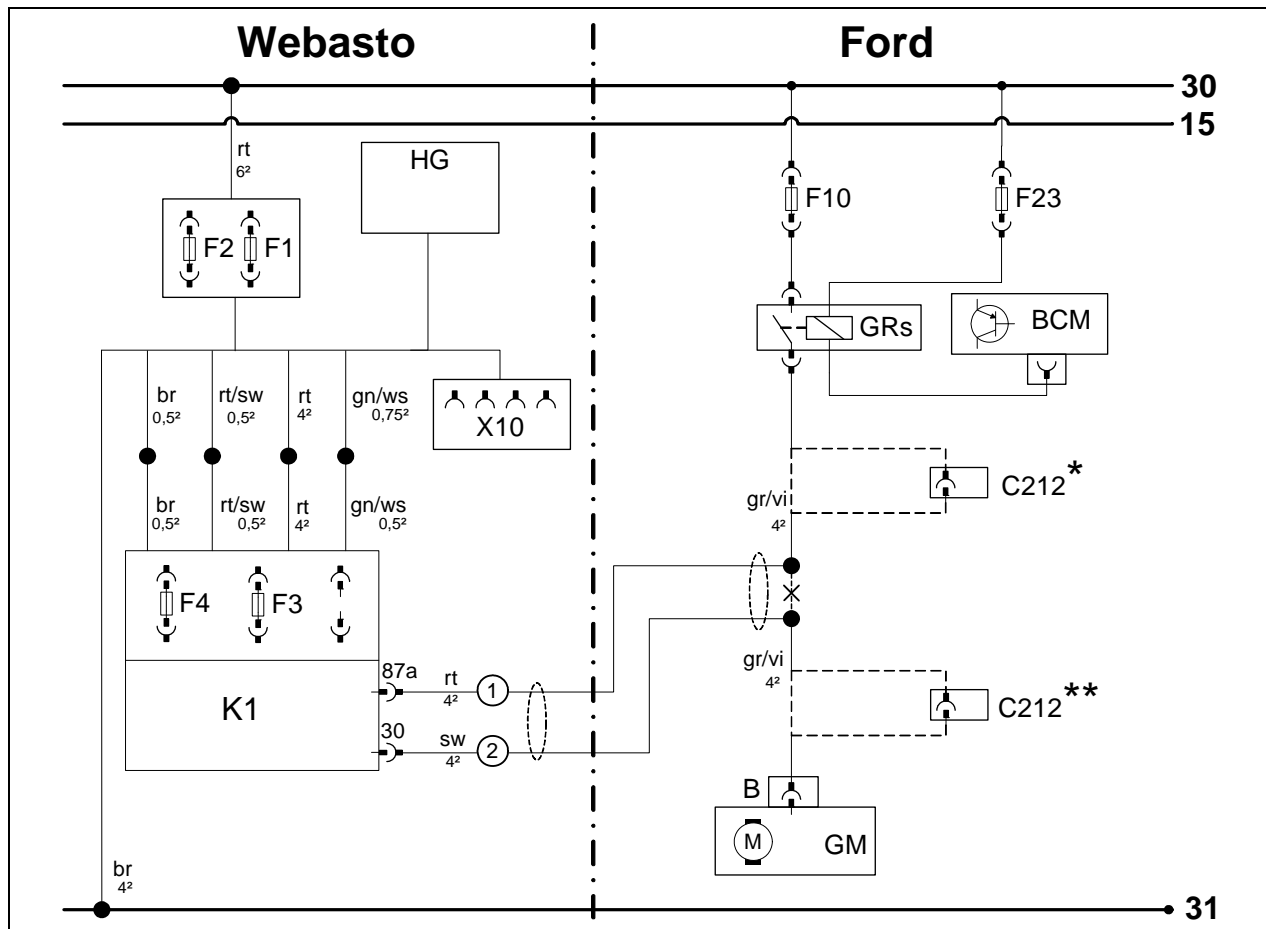 Webasto
Ford
30
15
rt
6²
HG
F2
F1
F10
F23
GRs
BCM
br
0,5²
rt/sw
0,5²
rt
4²
gn/ws
0,75²
X10
br
0,5²
rt/sw
0,5²
rt
4²
gn/ws
0,5²
C212*
gr/vi
4²
F4
F3
K1
87a
rt
4²
1
30
sw
4²
2
gr/vi
4²
C212**
B
M
GM
br
4²
31